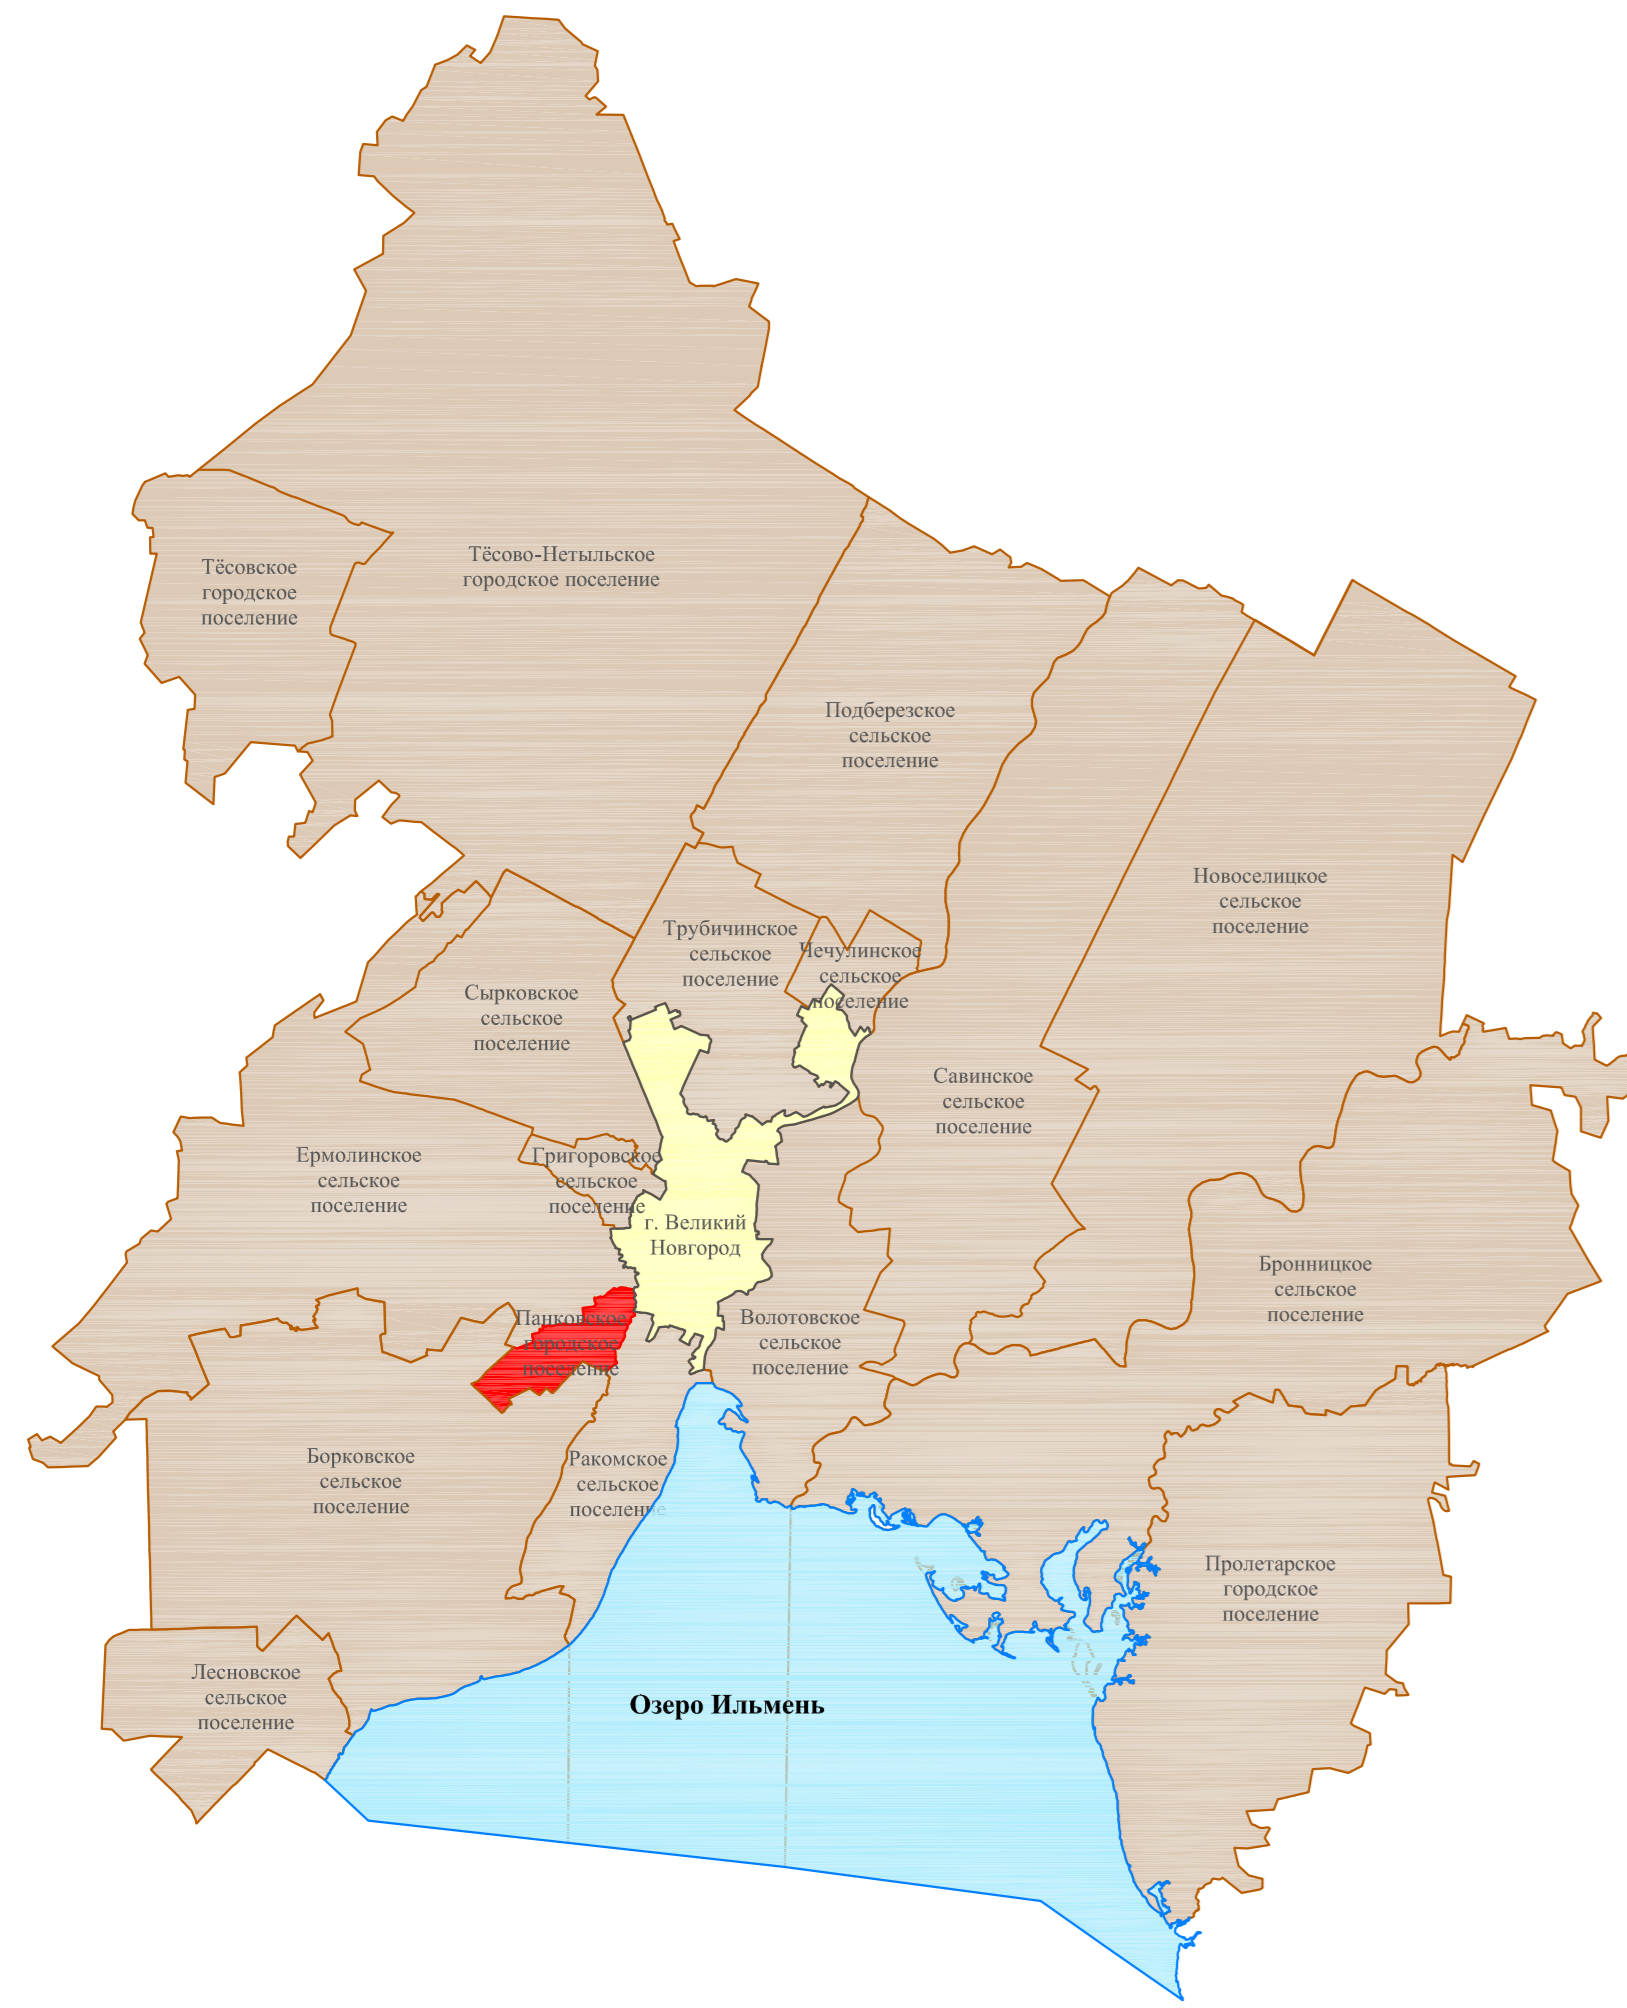 Тёсово-Нетыльское
городское поселение
Тёсовское
городское
поселение
Подберезское
сельское
поселение
Новоселицкое
сельское
поселение
Трубичинское
сельское
поселение
Чечулинское
сельское
поселение
Сырковское
сельское
поселение
Савинское
сельское
поселение
Ермолинское
сельское
поселение
Григоровское
сельское
поселение
г. Великий
Новгород
Бронницкое
сельское
поселение
Панковское
городское
поселение
Волотовское
сельское
поселение
Борковское
сельское
поселение
Ракомское
сельское
поселение
Пролетарское
городское
поселение
Лесновское
сельское
поселение
Озеро Ильмень